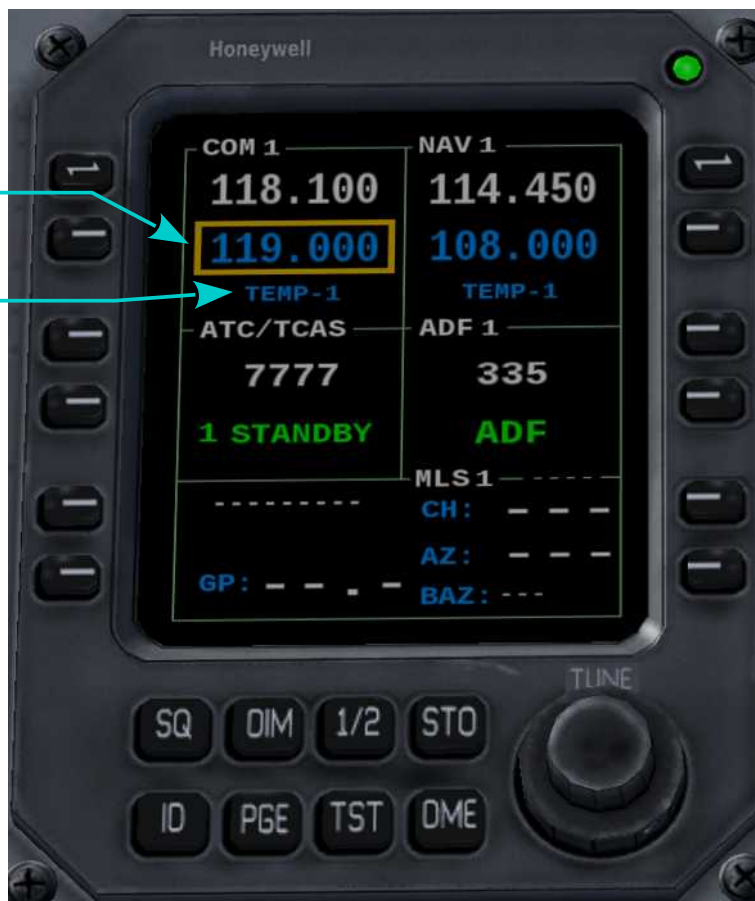 Honeywell
COM 1 NAV 1
118.100 114.450
119.000 108.000
TEMP-1 TEMP-1
ATC/TCAS ADF 1
7777 335
1 STANDBY ADF
MLS 1
--------- CH: – – –
AZ: – – –
GP: – – . – BAZ: ---
TUNE
SQ DIM 1/2 STO
ID PGE TST DME